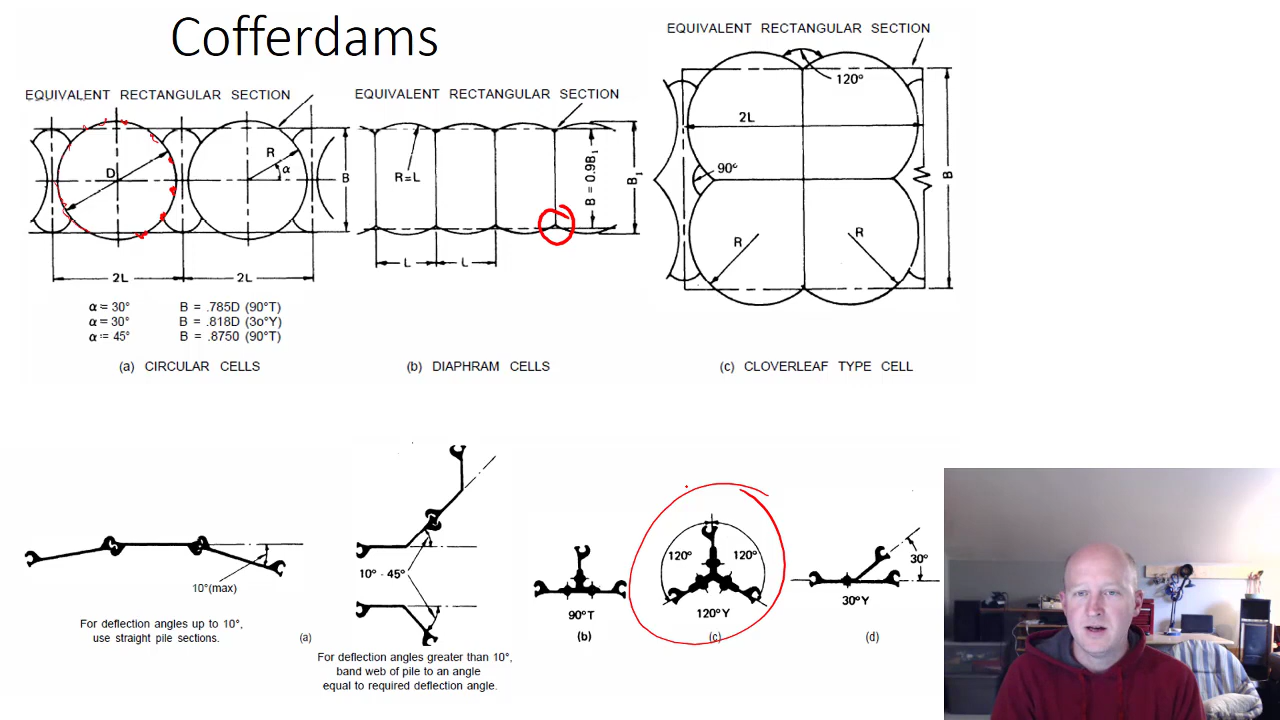 Cofferdams
EQUIVALENT RECTANGULAR SECTION
D
R
α
B
2L
2L
α = 30° B = .785D (90°T)
α = 30° B = .818D (3o°Y)
α := 45° B = .8750 (90°T)
(a) CIRCULAR CELLS
EQUIVALENT RECTANGULAR SECTION
R=L
B = 0.9B₁
B₁
L
L
(b) DIAPHRAM CELLS
EQUIVALENT RECTANGULAR SECTION
120°
2L
90°
B
R
R
(c) CLOVERLEAF TYPE CELL
10°(max)
For deflection angles up to 10°,
use straight pile sections.
(a)
10° - 45°
For deflection angles greater than 10°,
band web of pile to an angle
equal to required deflection angle.
90°T
(b)
120°
120°
120°Y
(c)
30°
30°Y
(d)